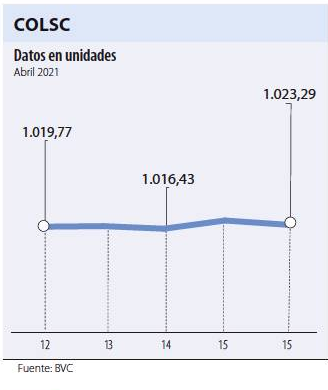 COLSC
Datos en unidades
Abril 2021
1.023,29
1.019,77
1.016,43
12 13 14 15 15
Fuente: BVC